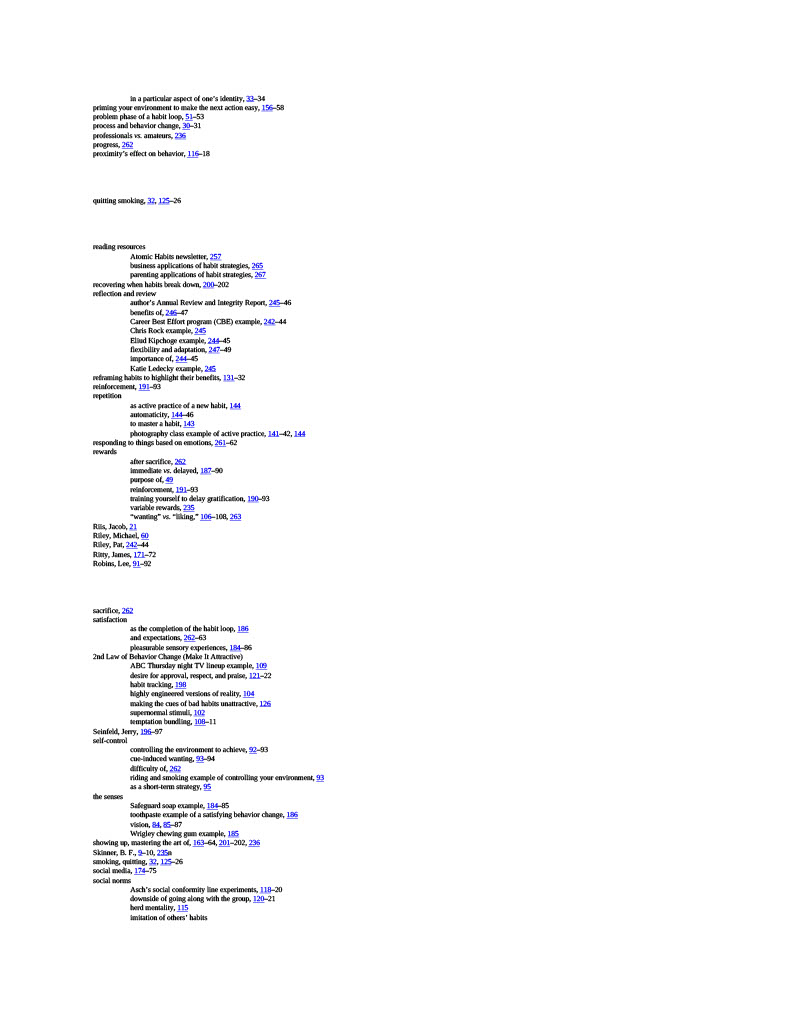 in a particular aspect of one’s identity, 33–34
priming your environment to make the next action easy, 156–58
problem phase of a habit loop, 51–53
process and behavior change, 30–31
professionals vs. amateurs, 236
progress, 262
proximity’s effect on behavior, 116–18
quitting smoking, 32, 125–26
reading resources
Atomic Habits newsletter, 257
business applications of habit strategies, 265
parenting applications of habit strategies, 267
recovering when habits break down, 200–202
reflection and review
author’s Annual Review and Integrity Report, 245–46
benefits of, 246–47
Career Best Effort program (CBE) example, 242–44
Chris Rock example, 245
Eliud Kipchoge example, 244–45
flexibility and adaptation, 247–49
importance of, 244–45
Katie Ledecky example, 245
reframing habits to highlight their benefits, 131–32
reinforcement, 191–93
repetition
as active practice of a new habit, 144
automaticity, 144–46
to master a habit, 143
photography class example of active practice, 141–42, 144
responding to things based on emotions, 261–62
rewards
after sacrifice, 262
immediate vs. delayed, 187–90
purpose of, 49
reinforcement, 191–93
training yourself to delay gratification, 190–93
variable rewards, 235
“wanting” vs. “liking,” 106–108, 263
Riis, Jacob, 21
Riley, Michael, 60
Riley, Pat, 242–44
Ritty, James, 171–72
Robins, Lee, 91–92
sacrifice, 262
satisfaction
as the completion of the habit loop, 186
and expectations, 262–63
pleasurable sensory experiences, 184–86
2nd Law of Behavior Change (Make It Attractive)
ABC Thursday night TV lineup example, 109
desire for approval, respect, and praise, 121–22
habit tracking, 198
highly engineered versions of reality, 104
making the cues of bad habits unattractive, 126
supernormal stimuli, 102
temptation bundling, 108–11
Seinfeld, Jerry, 196–97
self-control
controlling the environment to achieve, 92–93
cue-induced wanting, 93–94
difficulty of, 262
riding and smoking example of controlling your environment, 93
as a short-term strategy, 95
the senses
Safeguard soap example, 184–85
toothpaste example of a satisfying behavior change, 186
vision, 84, 85–87
Wrigley chewing gum example, 185
showing up, mastering the art of, 163–64, 201–202, 236
Skinner, B. F., 9–10, 235n
smoking, quitting, 32, 125–26
social media, 174–75
social norms
Asch’s social conformity line experiments, 118–20
downside of going along with the group, 120–21
herd mentality, 115
imitation of others’ habits